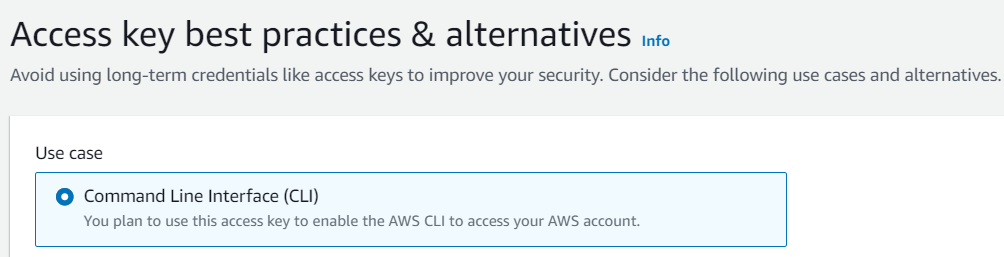 Access key best practices & alternatives Info
Avoid using long-term credentials like access keys to improve your security. Consider the following use cases and alternatives.
Use case
Command Line Interface (CLI)
You plan to use this access key to enable the AWS CLI to access your AWS account.